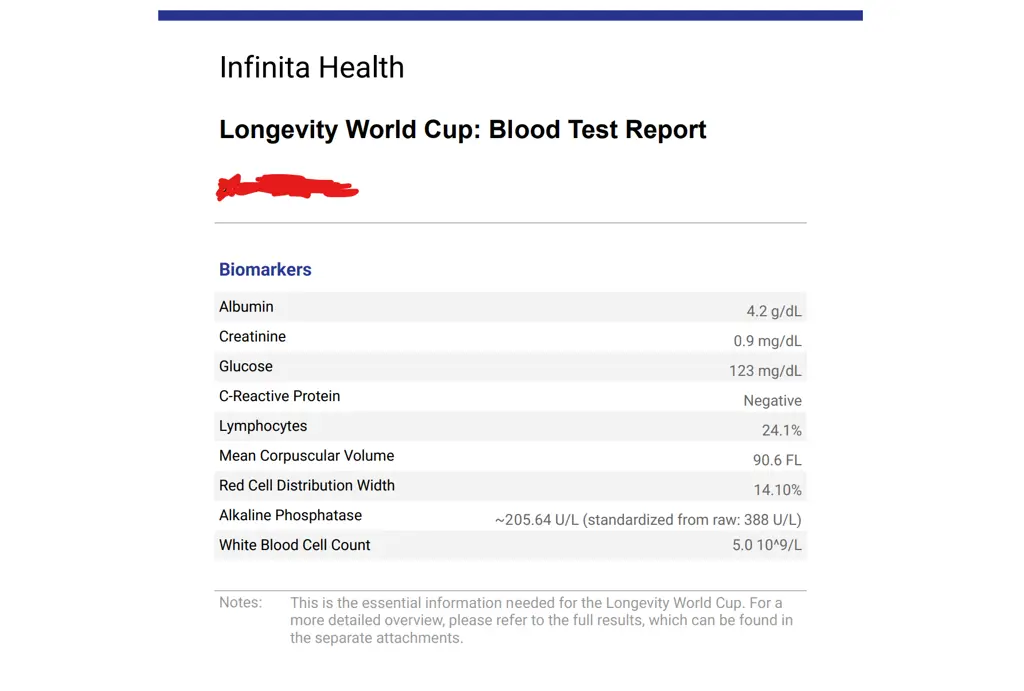 Infinita Health
Longevity World Cup: Blood Test Report
Biomarkers
Albumin 4.2 g/dL
Creatinine 0.9 mg/dL
Glucose 123 mg/dL
C-Reactive Protein Negative
Lymphocytes 24.1%
Mean Corpuscular Volume 90.6 FL
Red Cell Distribution Width 14.10%
Alkaline Phosphatase ~205.64 U/L (standardized from raw: 388 U/L)
White Blood Cell Count 5.0 10^9/L
Notes: This is the essential information needed for the Longevity World Cup. For a
more detailed overview, please refer to the full results, which can be found in
the separate attachments.